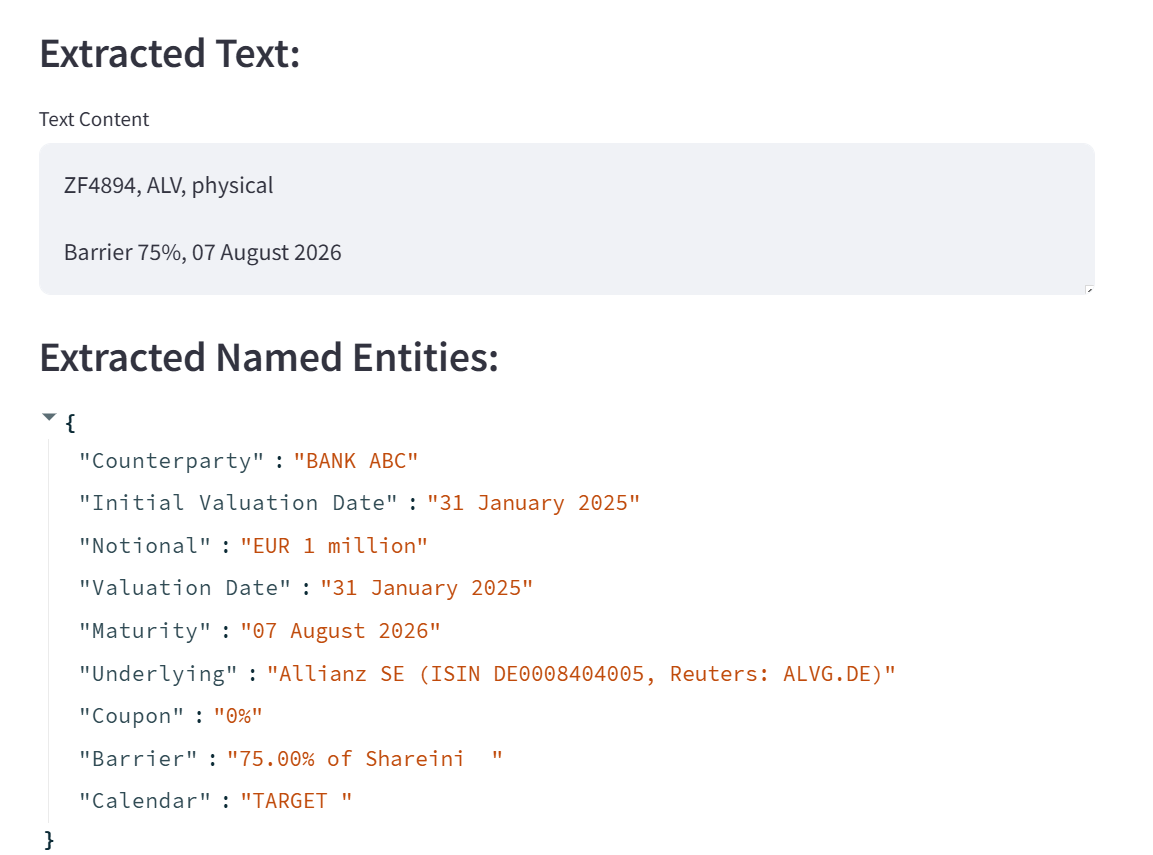 Extracted Text:
Text Content
ZF4894, ALV, physical
Barrier 75%, 07 August 2026
Extracted Named Entities:
{
"Counterparty" : "BANK ABC"
"Initial Valuation Date" : "31 January 2025"
"Notional" : "EUR 1 million"
"Valuation Date" : "31 January 2025"
"Maturity" : "07 August 2026"
"Underlying" : "Allianz SE (ISIN DE0008404005, Reuters: ALVG.DE)"
"Coupon" : "0%"
"Barrier" : "75.00% of Shareini  "
"Calendar" : "TARGET "
}